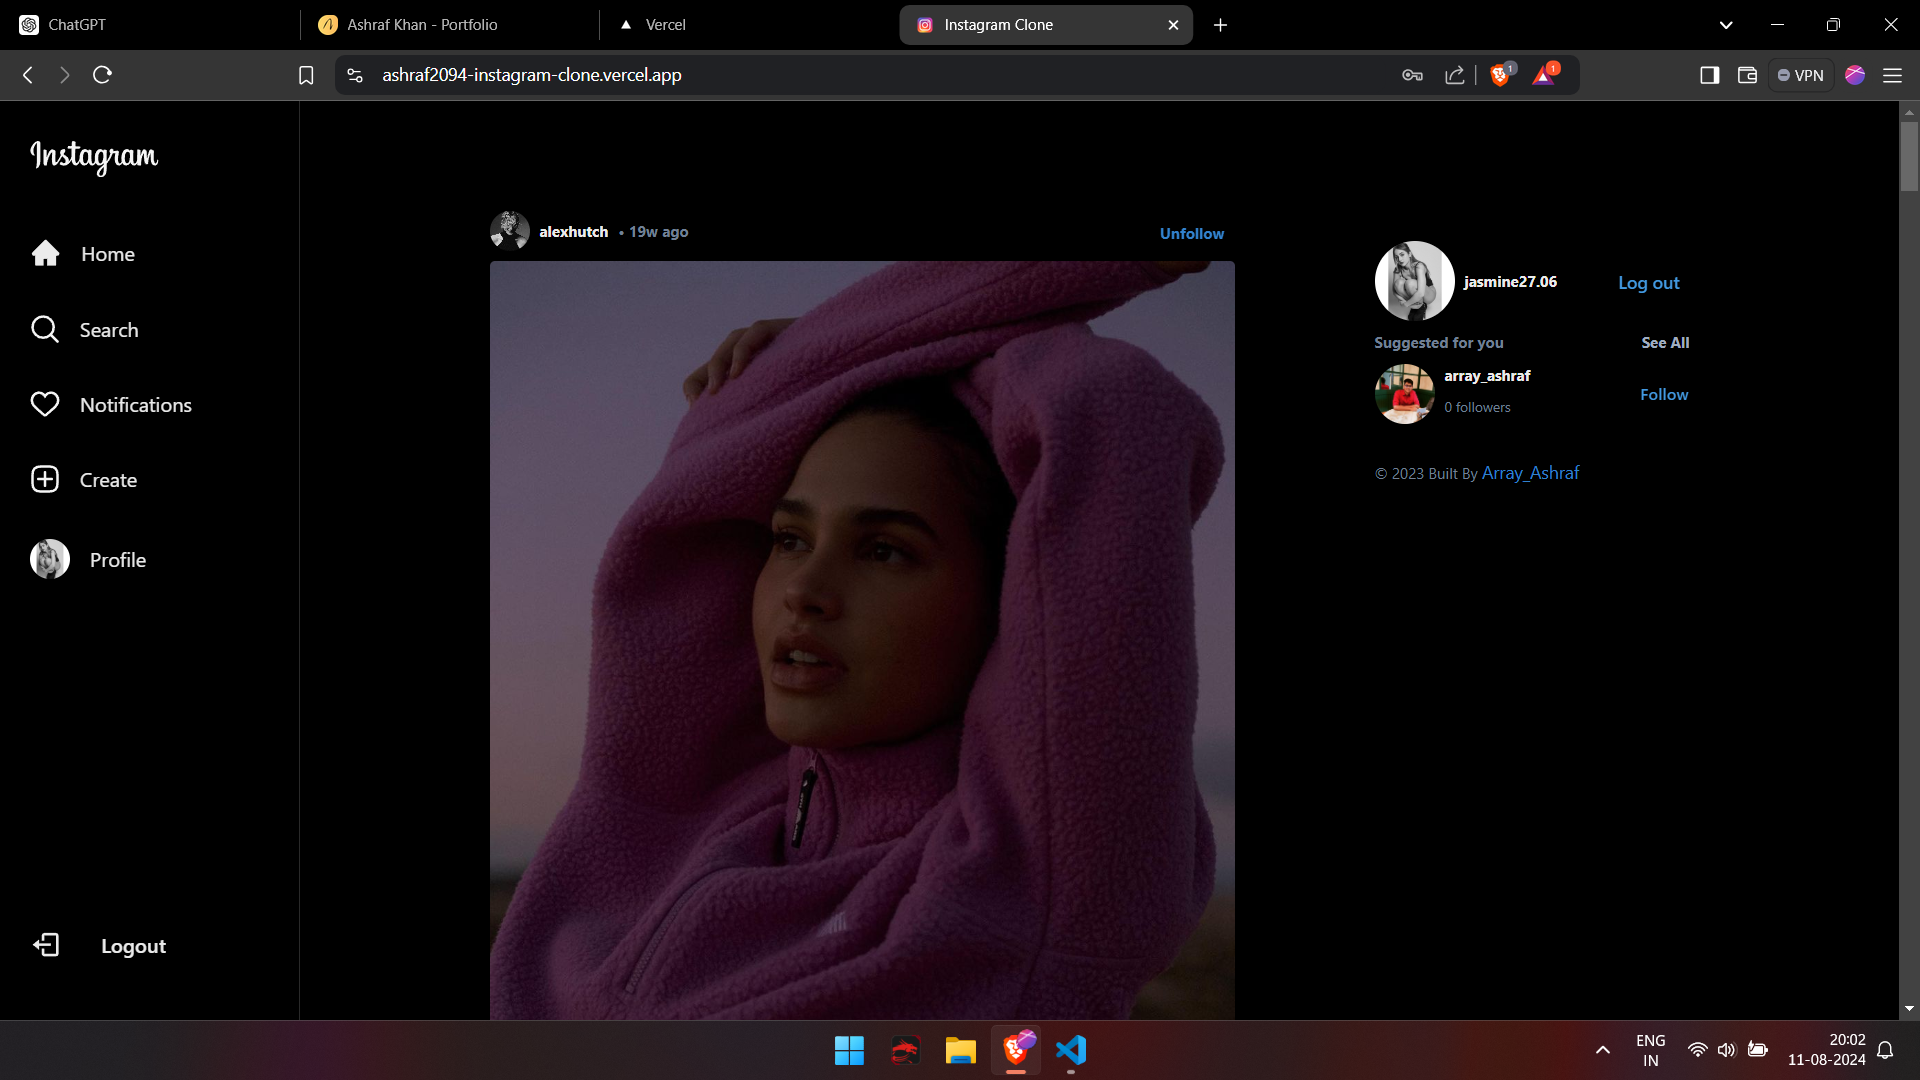 ChatGPT
Ashraf Khan - Portfolio
Vercel
Instagram Clone
ashraf2094-instagram-clone.vercel.app
1
1
VPN
Instagram
Home
Search
Notifications
Create
Profile
Logout
alexhutch • 19w ago
Unfollow
jasmine27.06
Log out
Suggested for you
See All
array_ashraf
0 followers
Follow
© 2023 Built By Array_Ashraf
ENG
IN
20:02
11-08-2024